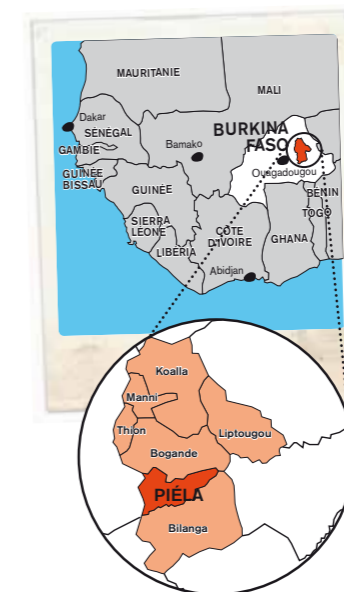 MAURITANIE
MALI
Dakar
SÉNÉGAL
GAMBIE
BURKINA
FASO
Bamako
Ouagadougou
GUINÉE
BISSAU
GUINÉE
BÉNIN
TOGO
SIERRA
LEONE
CÔTE
D'IVOIRE
GHANA
LIBÉRIA
Abidjan
Koalla
Manni
Thion
Liptougou
Bogande
PIÉLA
Bilanga